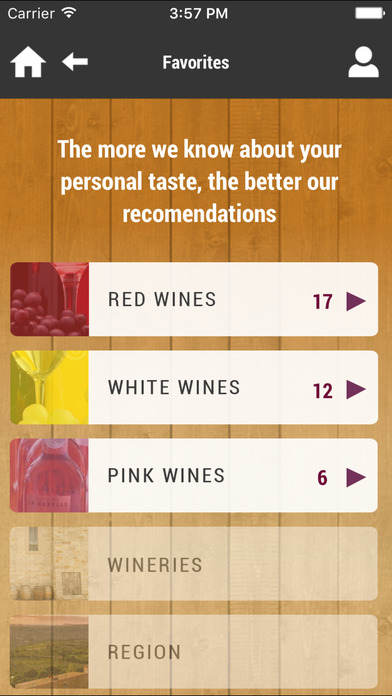 Carrier 3:57 PM
Favorites
The more we know about your
personal taste, the better our
recomendations
RED WINES 17
WHITE WINES 12
PINK WINES 6
WINERIES
REGION